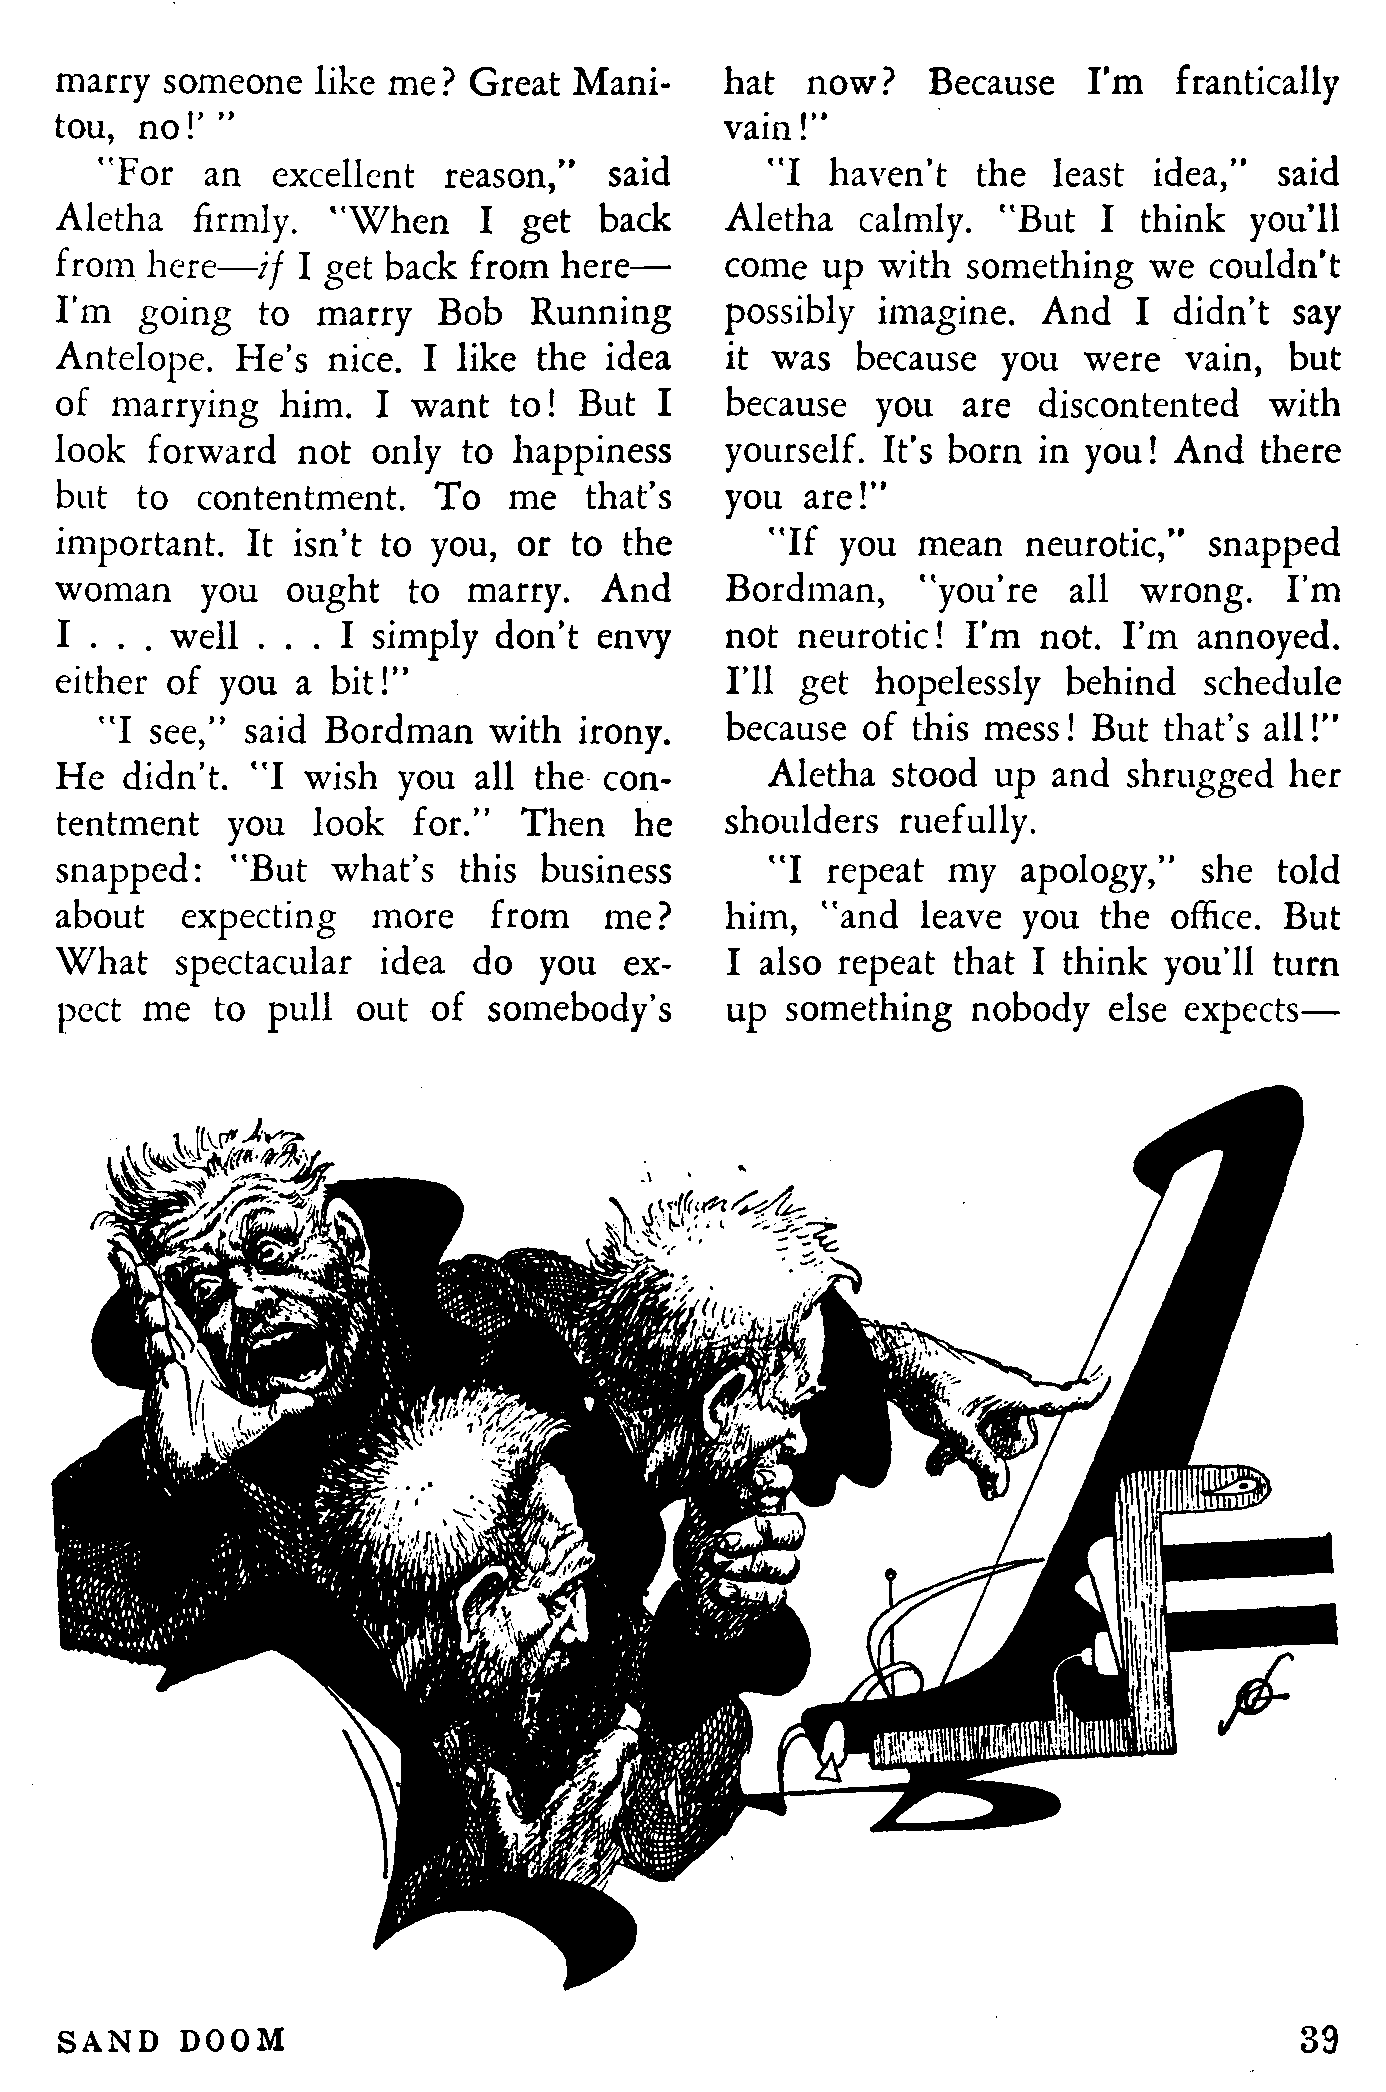 marry someone like me? Great Mani-
tou, no!' "
"For an excellent reason," said
Aletha firmly. "When I get back
from here—if I get back from here—
I'm going to marry Bob Running
Antelope. He's nice. I like the idea
of marrying him. I want to! But I
look forward not only to happiness
but to contentment. To me that's
important. It isn't to you, or to the
woman you ought to marry. And
I . . . well . . . I simply don't envy
either of you a bit!"
"I see," said Bordman with irony.
He didn't. "I wish you all the con-
tentment you look for." Then he
snapped: "But what's this business
about expecting more from me?
What spectacular idea do you ex-
pect me to pull out of somebody's
hat now? Because I'm frantically
vain!"
"I haven't the least idea," said
Aletha calmly. "But I think you'll
come up with something we couldn't
possibly imagine. And I didn't say
it was because you were vain, but
because you are discontented with
yourself. It's born in you! And there
you are!"
"If you mean neurotic," snapped
Bordman, "you're all wrong. I'm
not neurotic! I'm not. I'm annoyed.
I'll get hopelessly behind schedule
because of this mess! But that's all!"
Aletha stood up and shrugged her
shoulders ruefully.
"I repeat my apology," she told
him, "and leave you the office. But
I also repeat that I think you'll turn
up something nobody else expects—
SAND DOOM
39